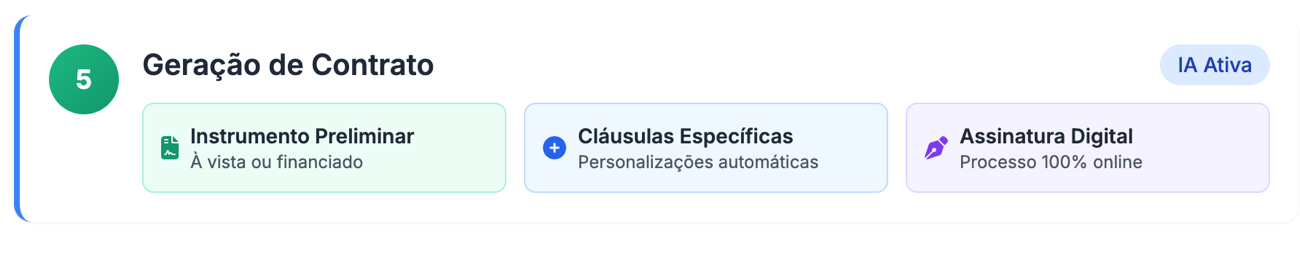 5
Geração de Contrato
IA Ativa
Instrumento Preliminar
À vista ou financiado
Cláusulas Específicas
Personalizações automáticas
Assinatura Digital
Processo 100% online